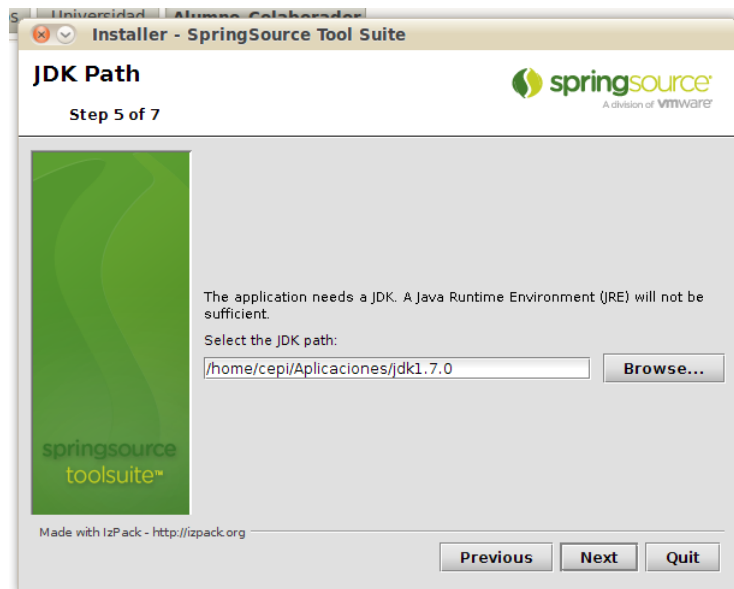 s Universidad Alumno Colaborador
Installer - SpringSource Tool Suite
JDK Path
springsource
A division of vmware
Step 5 of 7
The application needs a JDK. A Java Runtime Environment (JRE) will not be
sufficient.
Select the JDK path:
/home/cepi/Aplicaciones/jdk1.7.0
Browse...
springsource
toolsuite™
Made with IzPack - http://izpack.org
Previous Next Quit